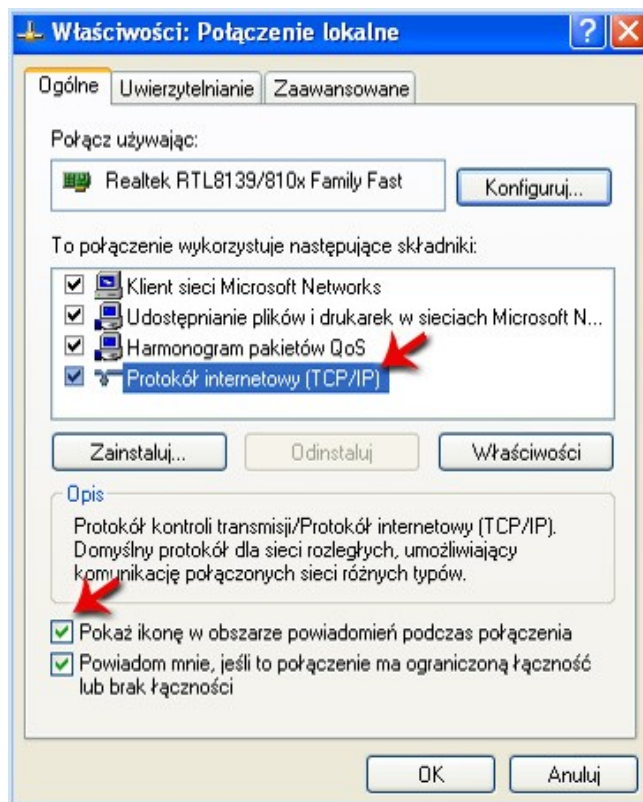 Właściwości: Połączenie lokalne
Ogólne Uwierzytelnianie Zaawansowane
Połącz używając:
Realtek RTL8139/810x Family Fast Konfiguruj...
To połączenie wykorzystuje następujące składniki:
Klient sieci Microsoft Networks
Udostępnianie plików i drukarek w sieciach Microsoft N...
Harmonogram pakietów QoS
Protokół internetowy (TCP/IP)
Zainstaluj... Odinstaluj Właściwości
Opis
Protokół kontroli transmisji/Protokół internetowy (TCP/IP).
Domyślny protokół dla sieci rozległych, umożliwiający
komunikację połączonych sieci różnych typów.
Pokaż ikonę w obszarze powiadomień podczas połączenia
Powiadom mnie, jeśli to połączenie ma ograniczoną łączność
lub brak łączności
OK Anuluj